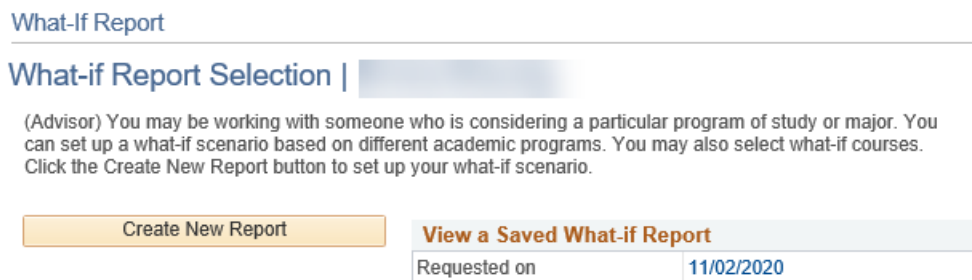 What-If Report
What-if Report Selection |
(Advisor) You may be working with someone who is considering a particular program of study or major. You
can set up a what-if scenario based on different academic programs. You may also select what-if courses.
Click the Create New Report button to set up your what-if scenario.
Create New Report
View a Saved What-if Report
Requested on 11/02/2020